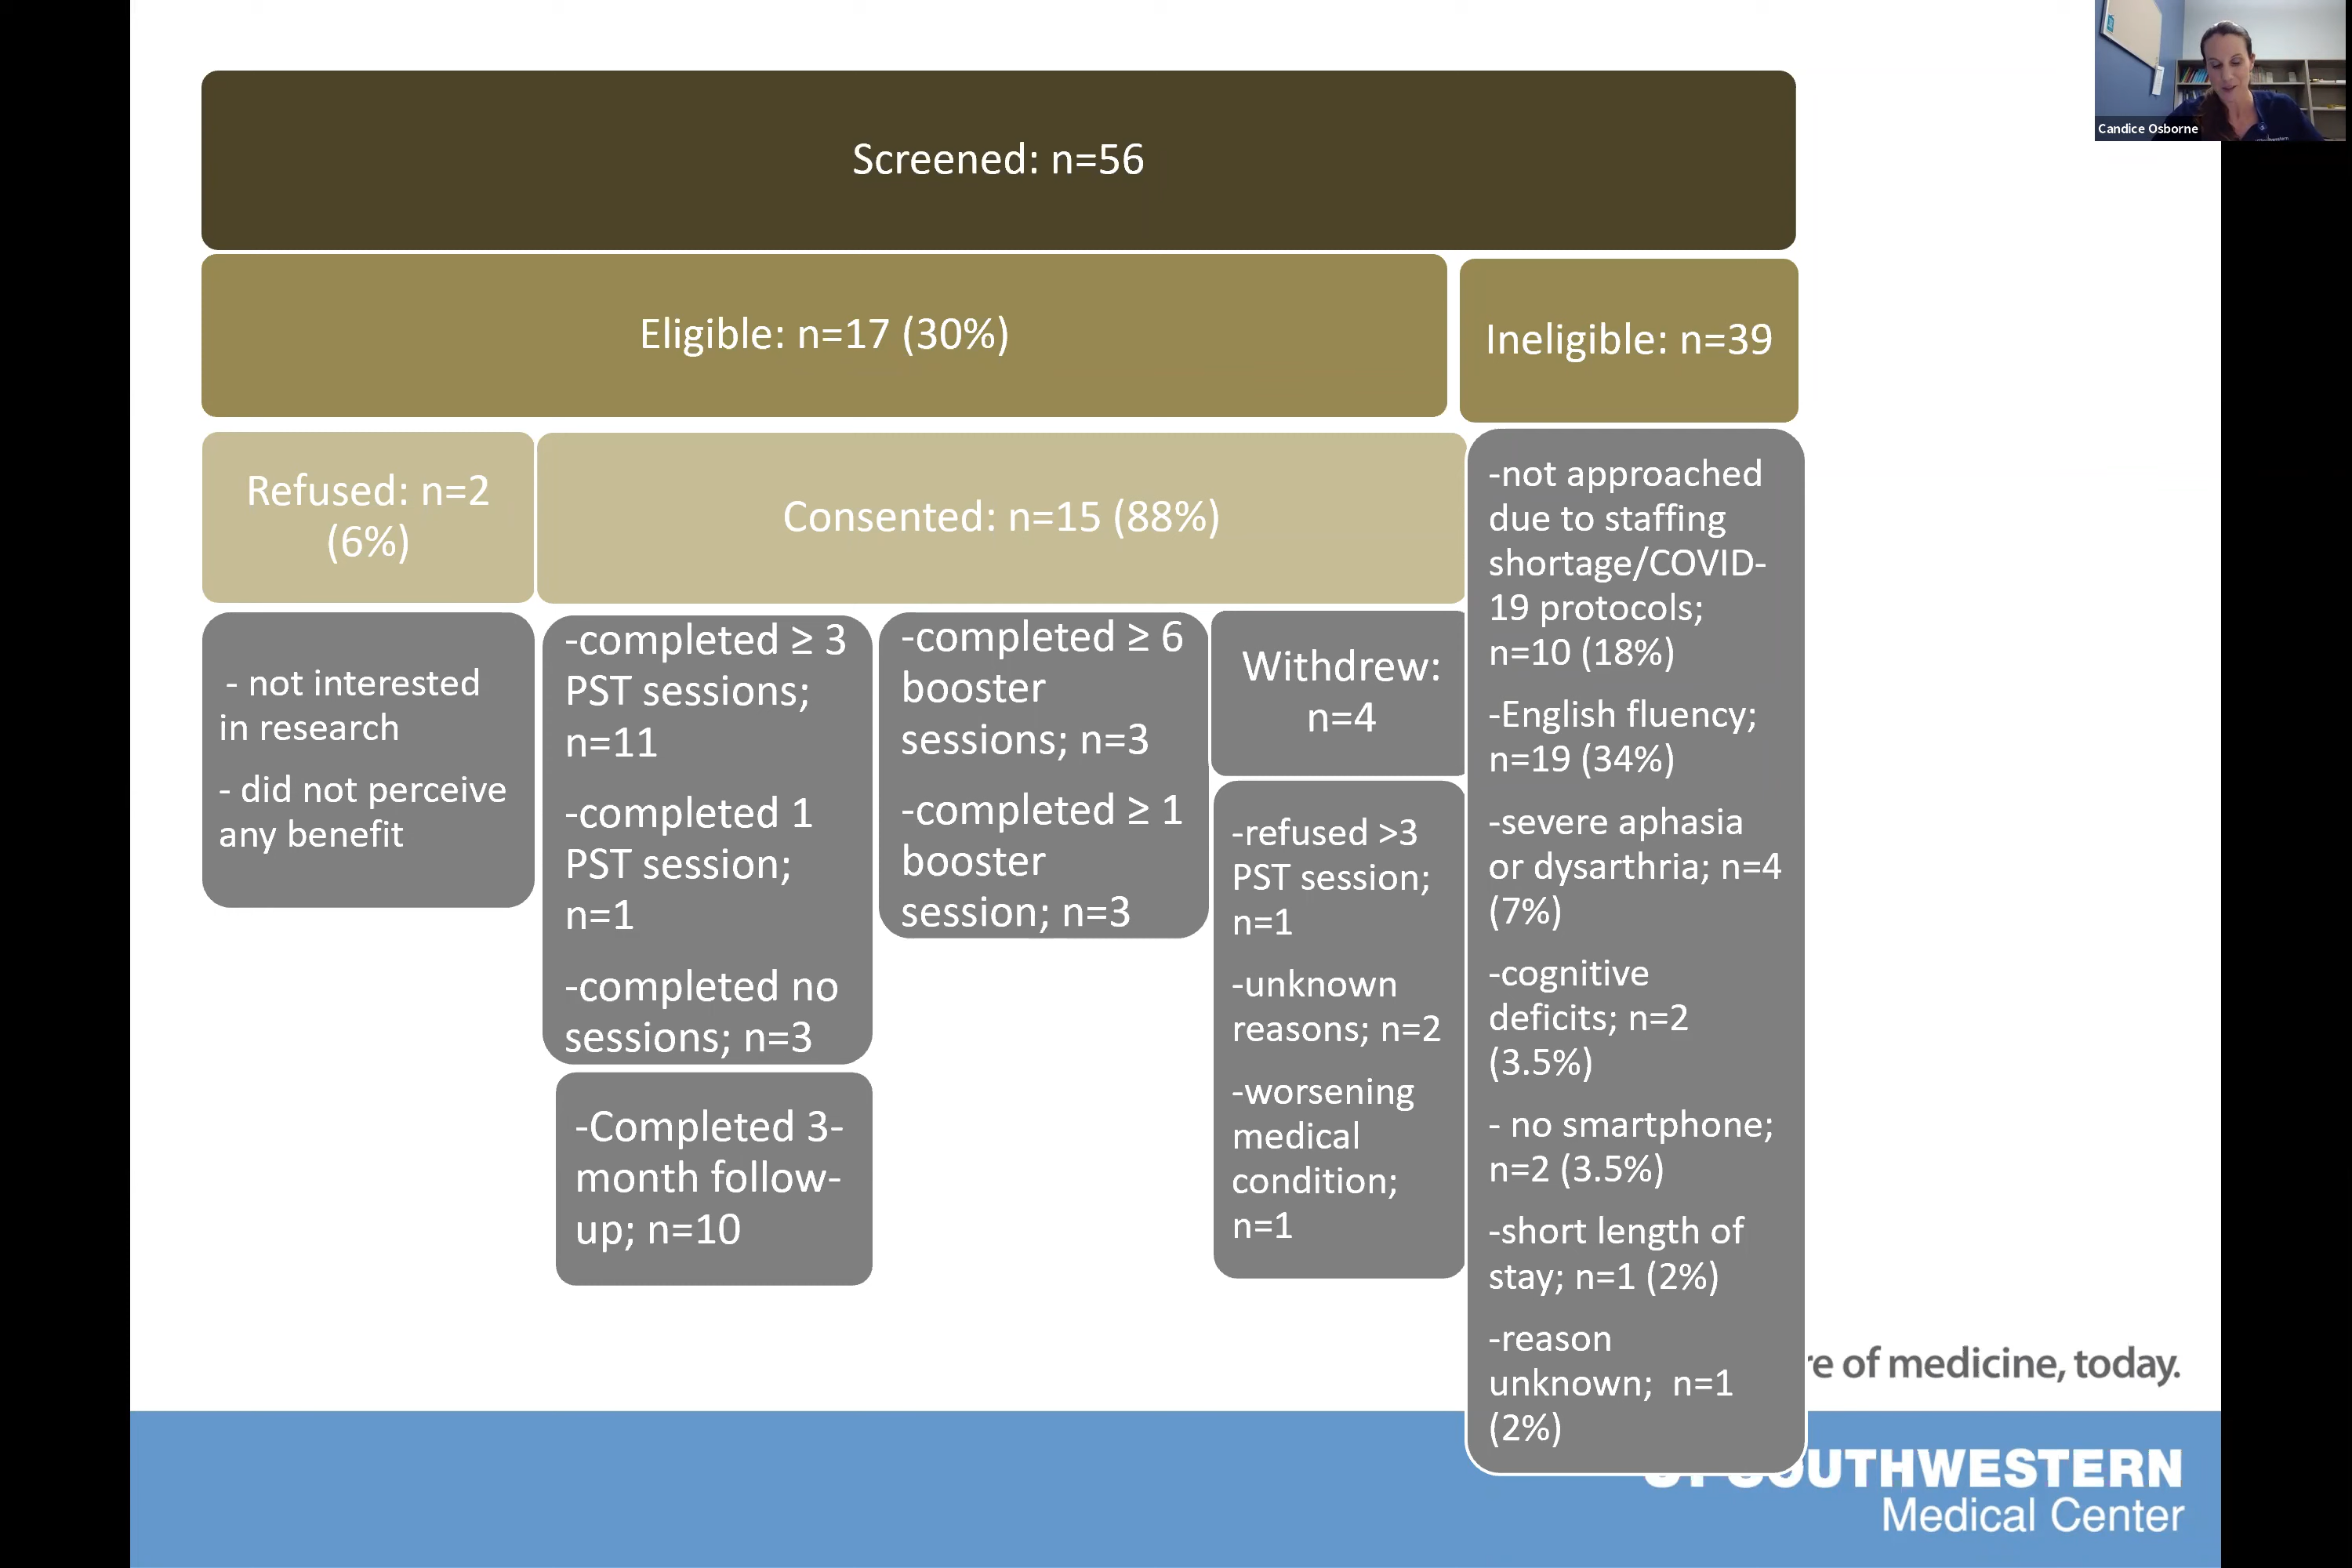 Candice Osborne
Screened: n=56
Eligible: n=17 (30%)
Ineligible: n=39
Refused: n=2
(6%)
Consented: n=15 (88%)
- not interested
in research
- did not perceive
any benefit
-completed ≥ 3
PST sessions;
n=11
-completed 1
PST session;
n=1
-completed no
sessions; n=3
-Completed 3-
month follow-
up; n=10
-completed ≥ 6
booster
sessions; n=3
-completed ≥ 1
booster
session; n=3
Withdrew:
n=4
-refused >3
PST session;
n=1
-unknown
reasons; n=2
-worsening
medical
condition;
n=1
-not approached
due to staffing
shortage/COVID-
19 protocols;
n=10 (18%)
-English fluency;
n=19 (34%)
-severe aphasia
or dysarthria; n=4
(7%)
-cognitive
deficits; n=2
(3.5%)
- no smartphone;
n=2 (3.5%)
-short length of
stay; n=1 (2%)
-reason
unknown;  n=1
(2%)
of medicine, today.
SOUTHWESTERN
Medical Center